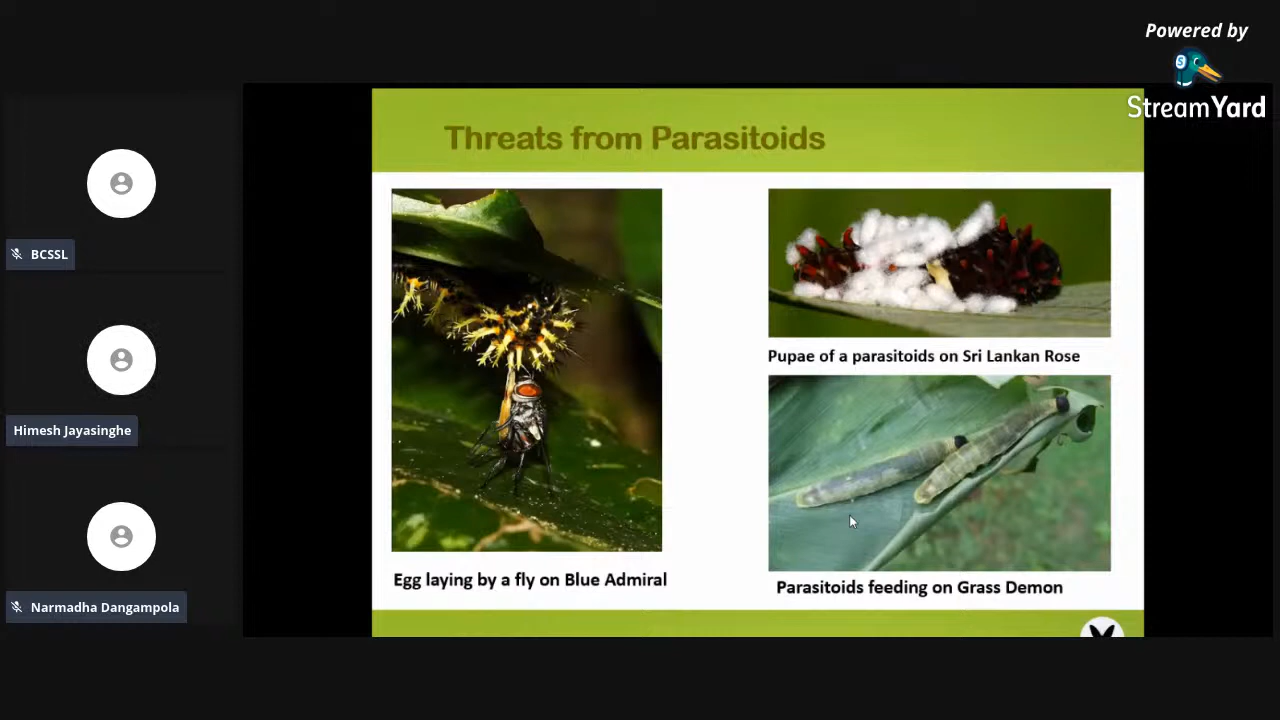 Powered by
StreamYard
Threats from Parasitoids
BCSSL
Himesh Jayasinghe
Narmadha Dangampola
Pupae of a parasitoids on Sri Lankan Rose
Egg laying by a fly on Blue Admiral
Parasitoids feeding on Grass Demon